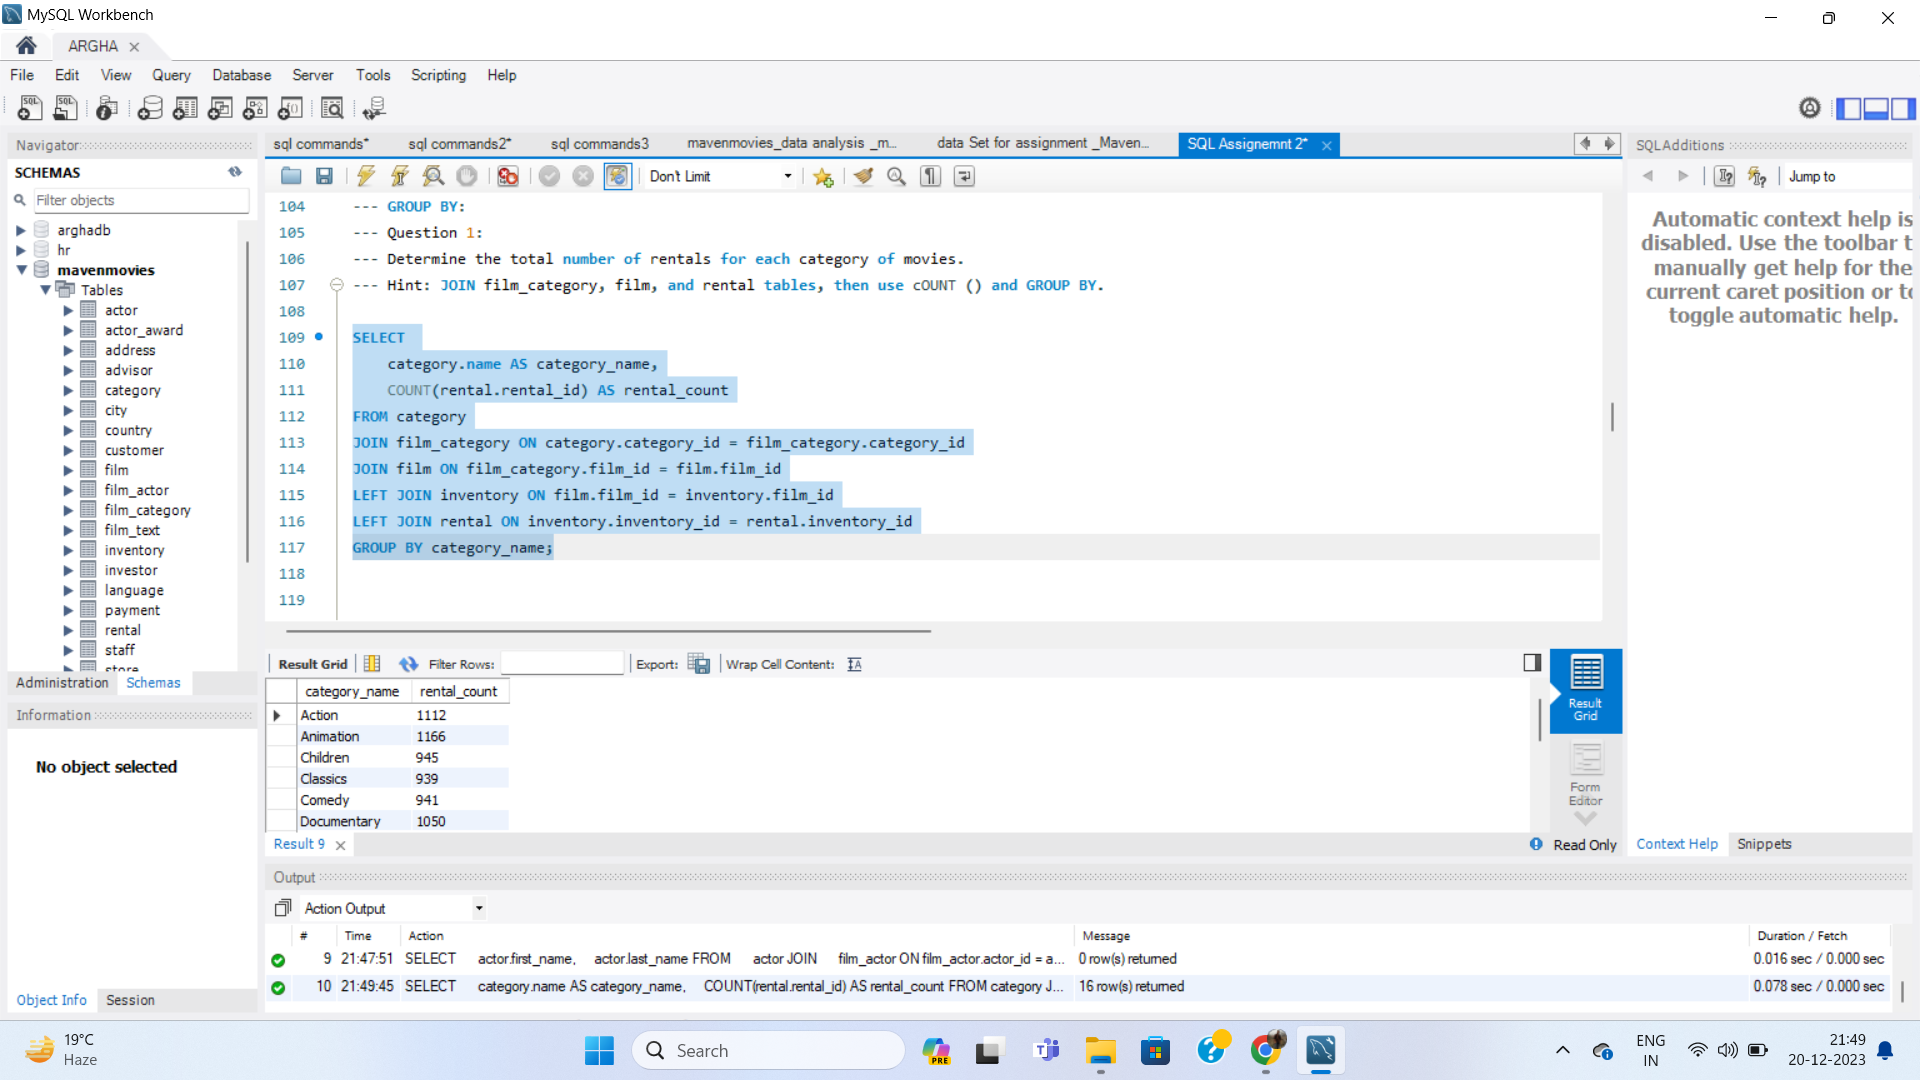 MySQL Workbench
ARGHA
File Edit View Query Database Server Tools Scripting Help
Navigator
SCHEMAS
Filter objects
arghadb
hr
mavenmovies
Tables
actor
actor_award
address
advisor
category
city
country
customer
film
film_actor
film_category
film_text
inventory
investor
language
payment
rental
staff
store
Administration Schemas
Information
No object selected
Object Info Session
sql commands* sql commands2* sql commands3 mavenmovies_data analysis _m... data Set for assignment _Maven... SQL Assignemnt 2*
Don't Limit
104 --- GROUP BY:
105 --- Question 1:
106 --- Determine the total number of rentals for each category of movies.
107 --- Hint: JOIN film_category, film, and rental tables, then use cOUNT () and GROUP BY.
108
109 SELECT
110 category.name AS category_name,
111 COUNT(rental.rental_id) AS rental_count
112 FROM category
113 JOIN film_category ON category.category_id = film_category.category_id
114 JOIN film ON film_category.film_id = film.film_id
115 LEFT JOIN inventory ON film.film_id = inventory.film_id
116 LEFT JOIN rental ON inventory.inventory_id = rental.inventory_id
117 GROUP BY category_name;
118
119
Result Grid Filter Rows: Export: Wrap Cell Content:
category_name rental_count
Action 1112
Animation 1166
Children 945
Classics 939
Comedy 941
Documentary 1050
Result Grid
Form Editor
Result 9
Read Only
SQLAdditions
Jump to
Automatic context help is
disabled. Use the toolbar t
manually get help for the
current caret position or to
toggle automatic help.
Context Help Snippets
Output
Action Output
# Time Action Message Duration / Fetch
9 21:47:51 SELECT actor.first_name, actor.last_name FROM actor JOIN film_actor ON film_actor.actor_id = a... 0 row(s) returned 0.016 sec / 0.000 sec
10 21:49:45 SELECT category.name AS category_name, COUNT(rental.rental_id) AS rental_count FROM category J... 16 row(s) returned 0.078 sec / 0.000 sec
19°C
Haze
Search
PRE
ENG
IN
21:49
20-12-2023